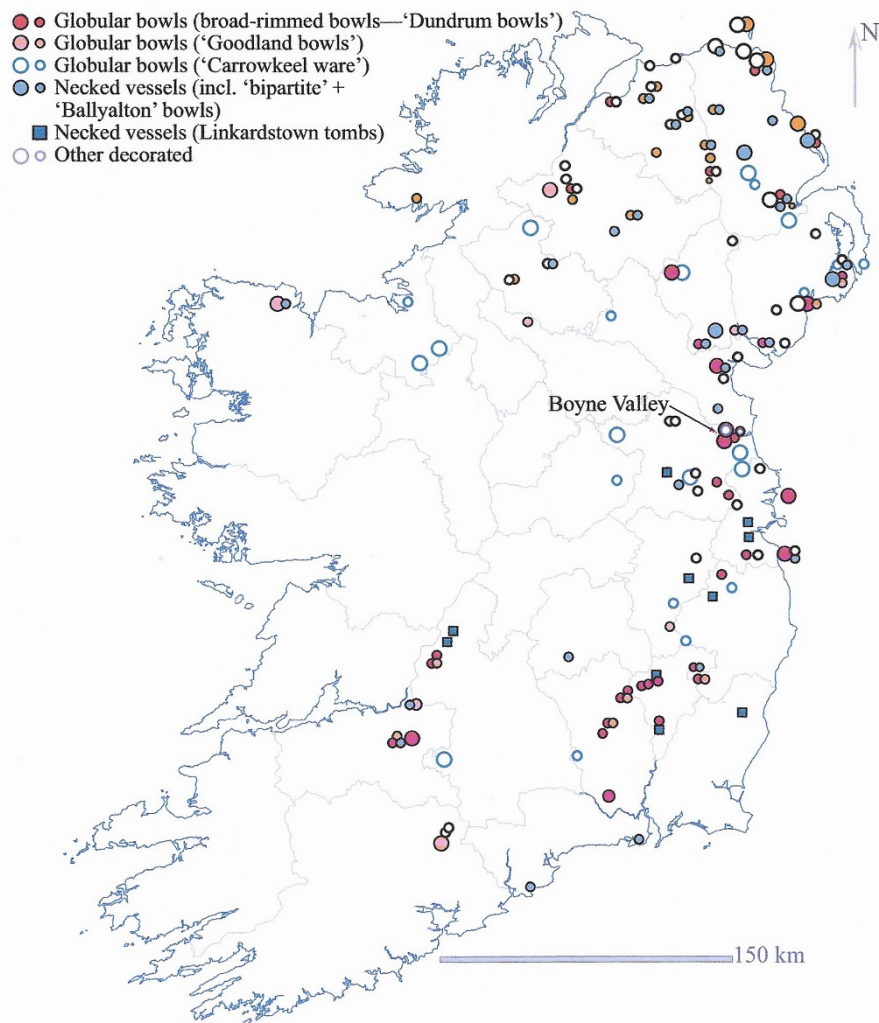 Globular bowls (broad-rimmed bowls—‘Dundrum bowls’)
Globular bowls (‘Goodland bowls’)
Globular bowls (‘Carrowkeel ware’)
Necked vessels (incl. ‘bipartite’ +
‘Ballyalton’ bowls)
Necked vessels (Linkardstown tombs)
Other decorated
N
Boyne Valley
150 km